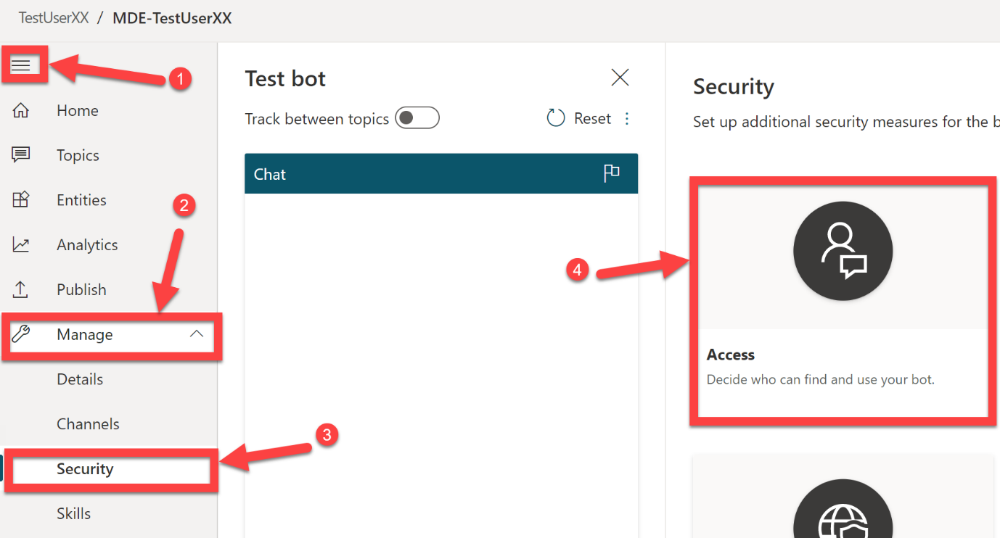 TestUserXX / MDE-TestUserXX
1
Home
Topics
Entities
2
Analytics
Publish
Manage
Details
Channels
3
Security
Skills
Test bot
Track between topics
Reset
Chat
Security
Set up additional security measures for the b
4
Access
Decide who can find and use your bot.